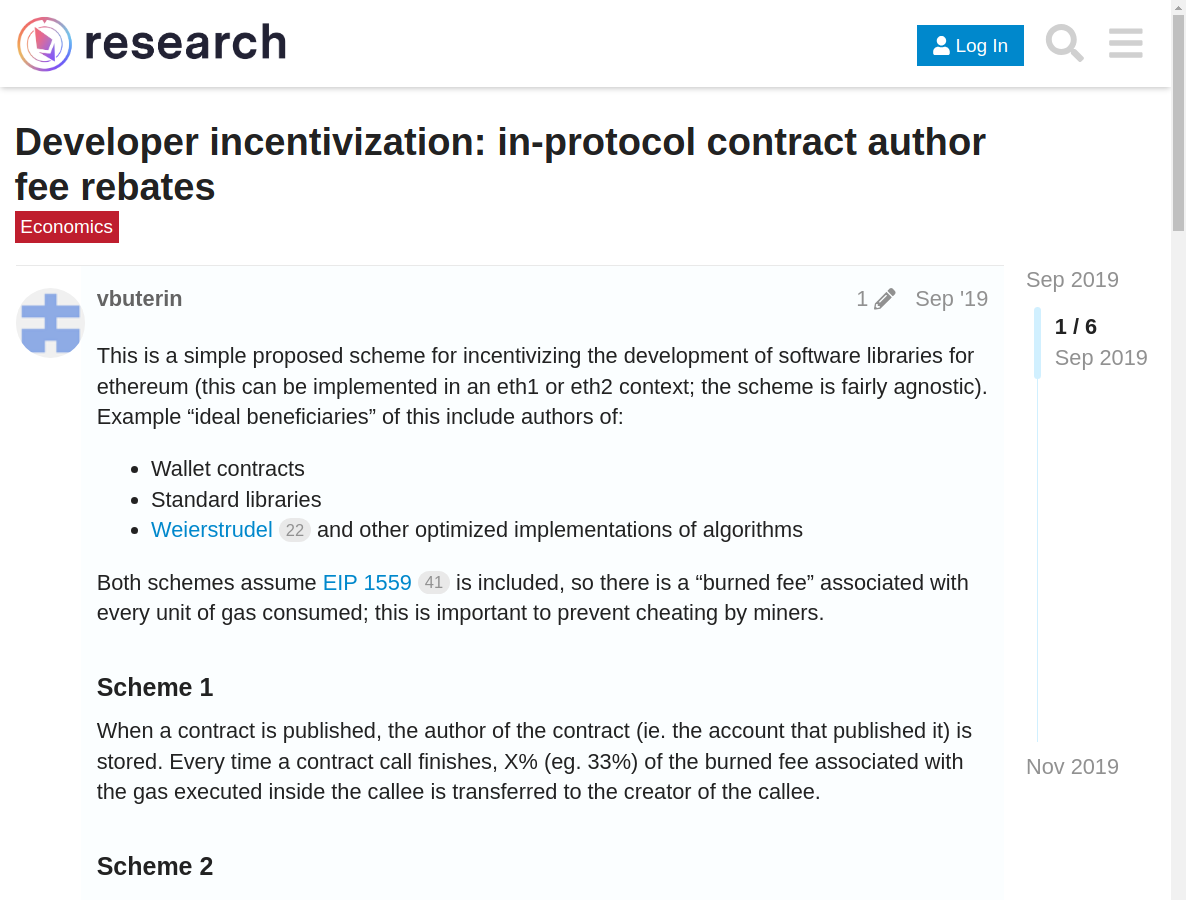 research
Log In
Developer incentivization: in-protocol contract author
fee rebates
Economics
vbuterin
1
Sep '19
This is a simple proposed scheme for incentivizing the development of software libraries for
ethereum (this can be implemented in an eth1 or eth2 context; the scheme is fairly agnostic).
Example “ideal beneficiaries” of this include authors of:
• Wallet contracts
• Standard libraries
• Weierstrudel 22 and other optimized implementations of algorithms
Both schemes assume EIP 1559 41 is included, so there is a “burned fee” associated with
every unit of gas consumed; this is important to prevent cheating by miners.
Scheme 1
When a contract is published, the author of the contract (ie. the account that published it) is
stored. Every time a contract call finishes, X% (eg. 33%) of the burned fee associated with
the gas executed inside the callee is transferred to the creator of the callee.
Scheme 2
Sep 2019
1 / 6
Sep 2019
Nov 2019